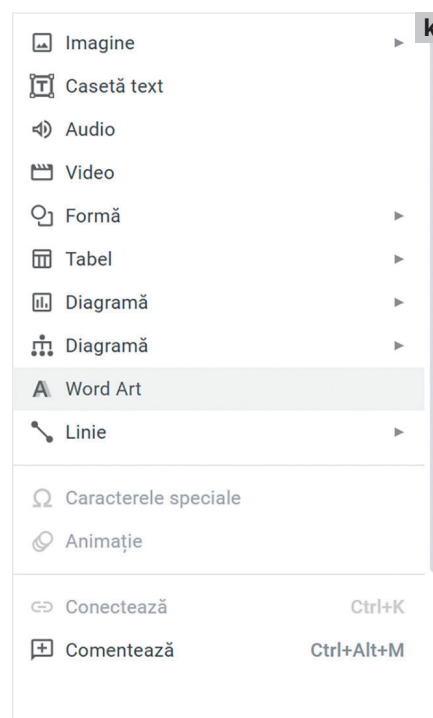 k
Imagine
Casetă text
Audio
Video
Formă
Tabel
Diagramă
Diagramă
Word Art
Linie
Caracterele speciale
Animație
Conectează Ctrl+K
Comentează Ctrl+Alt+M